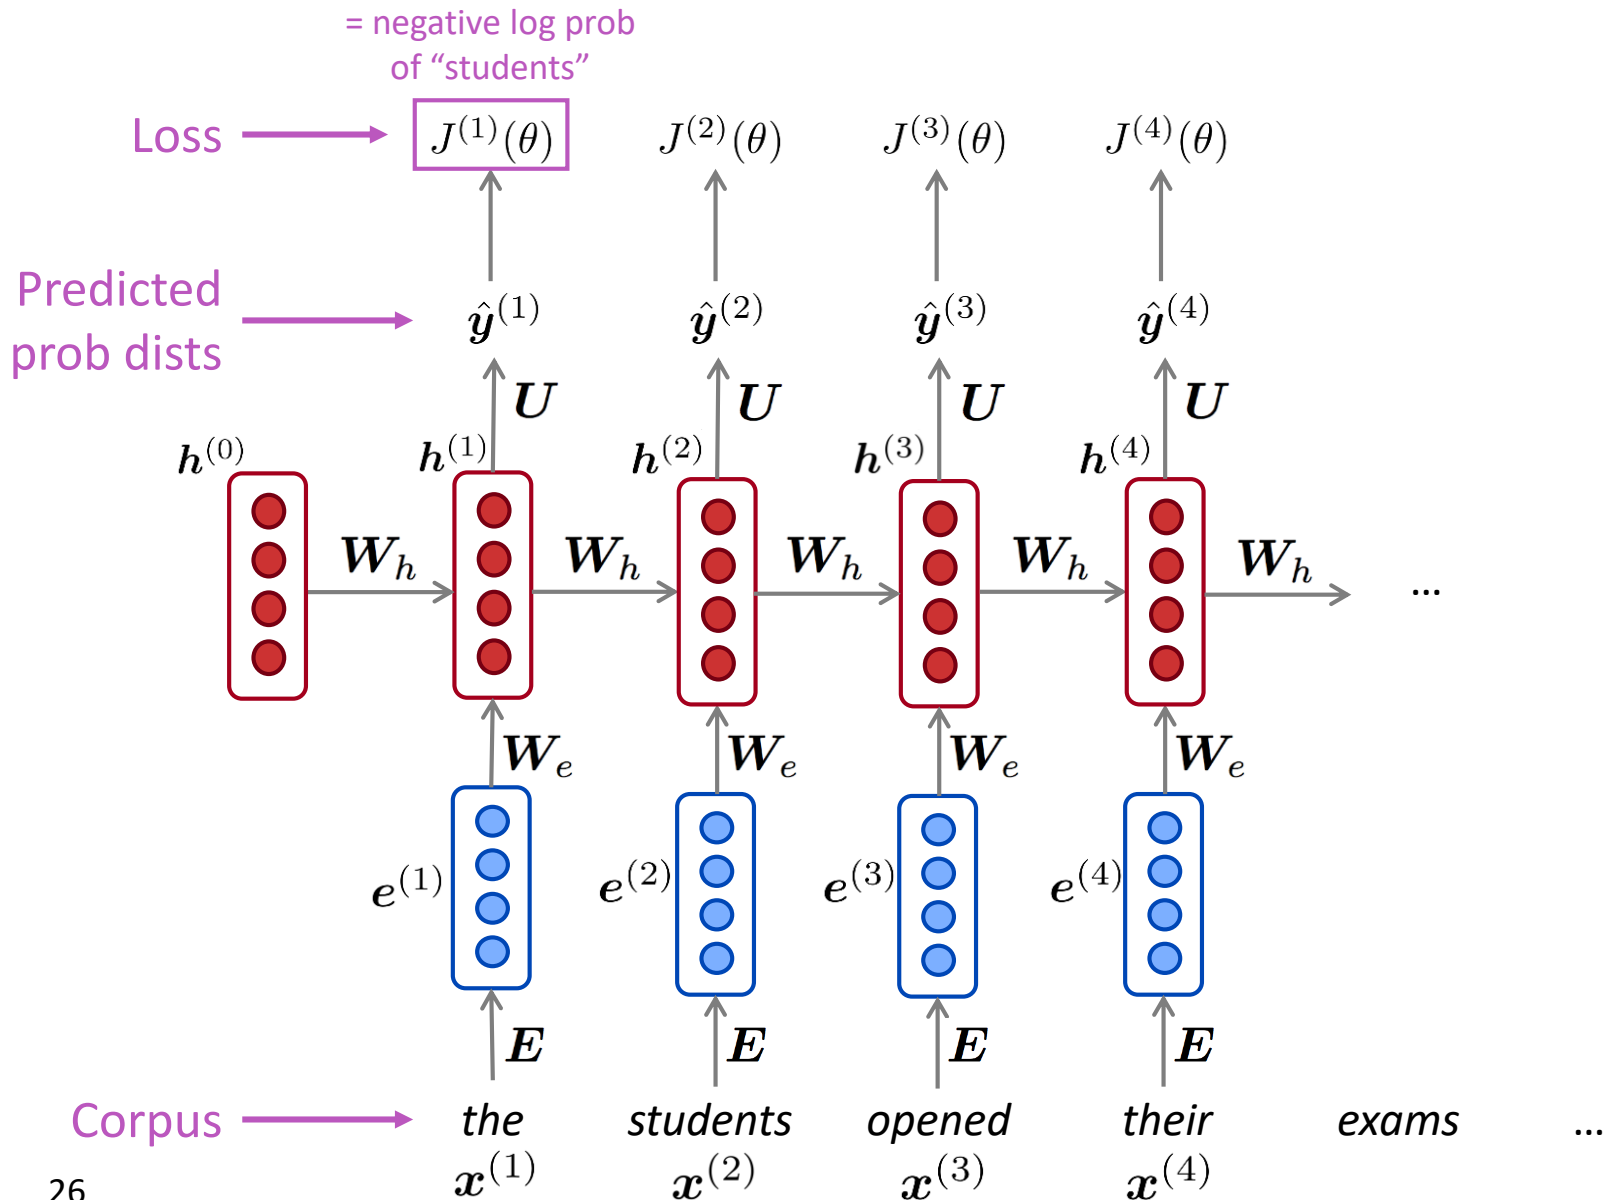 = negative log prob
of “students”
Loss J^(1)(θ) J^(2)(θ) J^(3)(θ) J^(4)(θ)
Predicted
prob dists
ŷ^(1) ŷ^(2) ŷ^(3) ŷ^(4)
U U U U
h^(0) h^(1) h^(2) h^(3) h^(4)
W_h W_h W_h W_h W_h
...
W_e W_e W_e W_e
e^(1) e^(2) e^(3) e^(4)
E E E E
Corpus the students opened their exams ...
x^(1) x^(2) x^(3) x^(4)
26